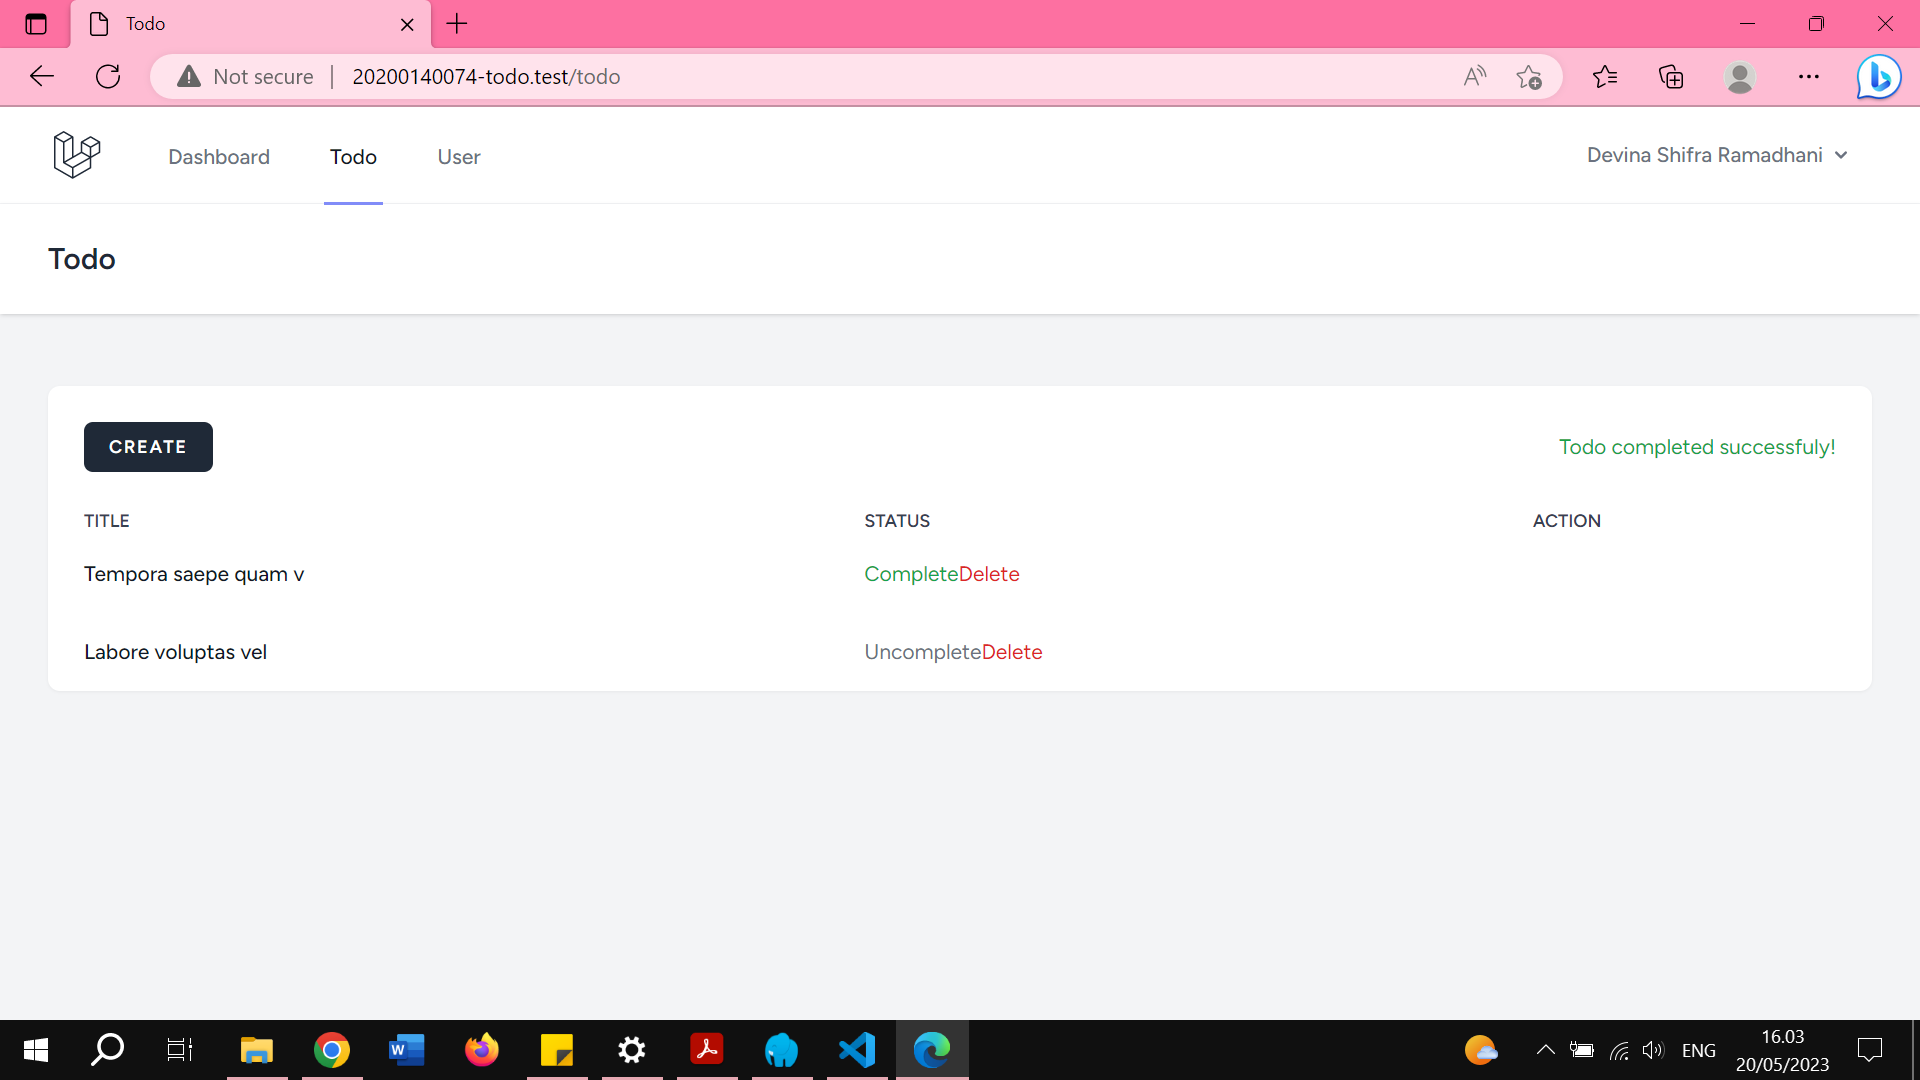 Todo
Not secure | 20200140074-todo.test/todo
Dashboard Todo User Devina Shifra Ramadhani
Todo
CREATE Todo completed successfuly!
TITLE STATUS ACTION
Tempora saepe quam v CompleteDelete
Labore voluptas vel UncompleteDelete
ENG 16.03
20/05/2023